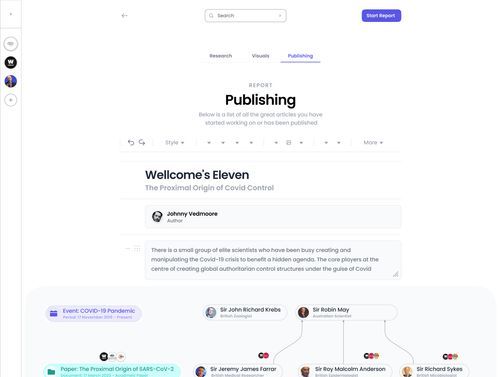 Search
Start Report
Research
Visuals
Publishing
REPORT
Publishing
Below is a list of all the great articles you have
started working on or has been published
Style
More
Wellcome's Eleven
The Proximal Origin of Covid Control
Johnny Vedmoore
Author
There is a small group of elite scientists who have been busy creating and
manipulating the Covid-19 crisis to benefit a hidden agenda. The core players at the
centre of creating global authoritarian control structures under the guise of Covid
Event: COVID-19 Pandemic
Period: 17 November 2020 - Present
Sir John Richard Krebs
British Zoologist
Sir Robin May
Australian Scientist
Paper: The Proximal Origin of SARS-CoV-2
Sir Jeremy James Farrar
Sir Roy Malcolm Anderson
Sir Richard Sykes